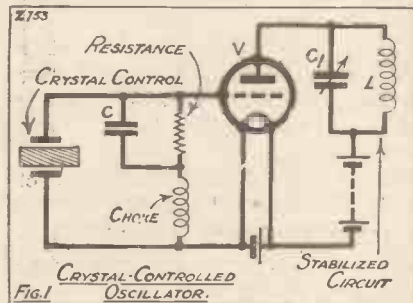 Z753
RESISTANCE
V
C1
L
CRYSTAL CONTROL
C
CHOKE
FIG.1
CRYSTAL-CONTROLLED
OSCILLATOR.
STABILIZED
CIRCUIT